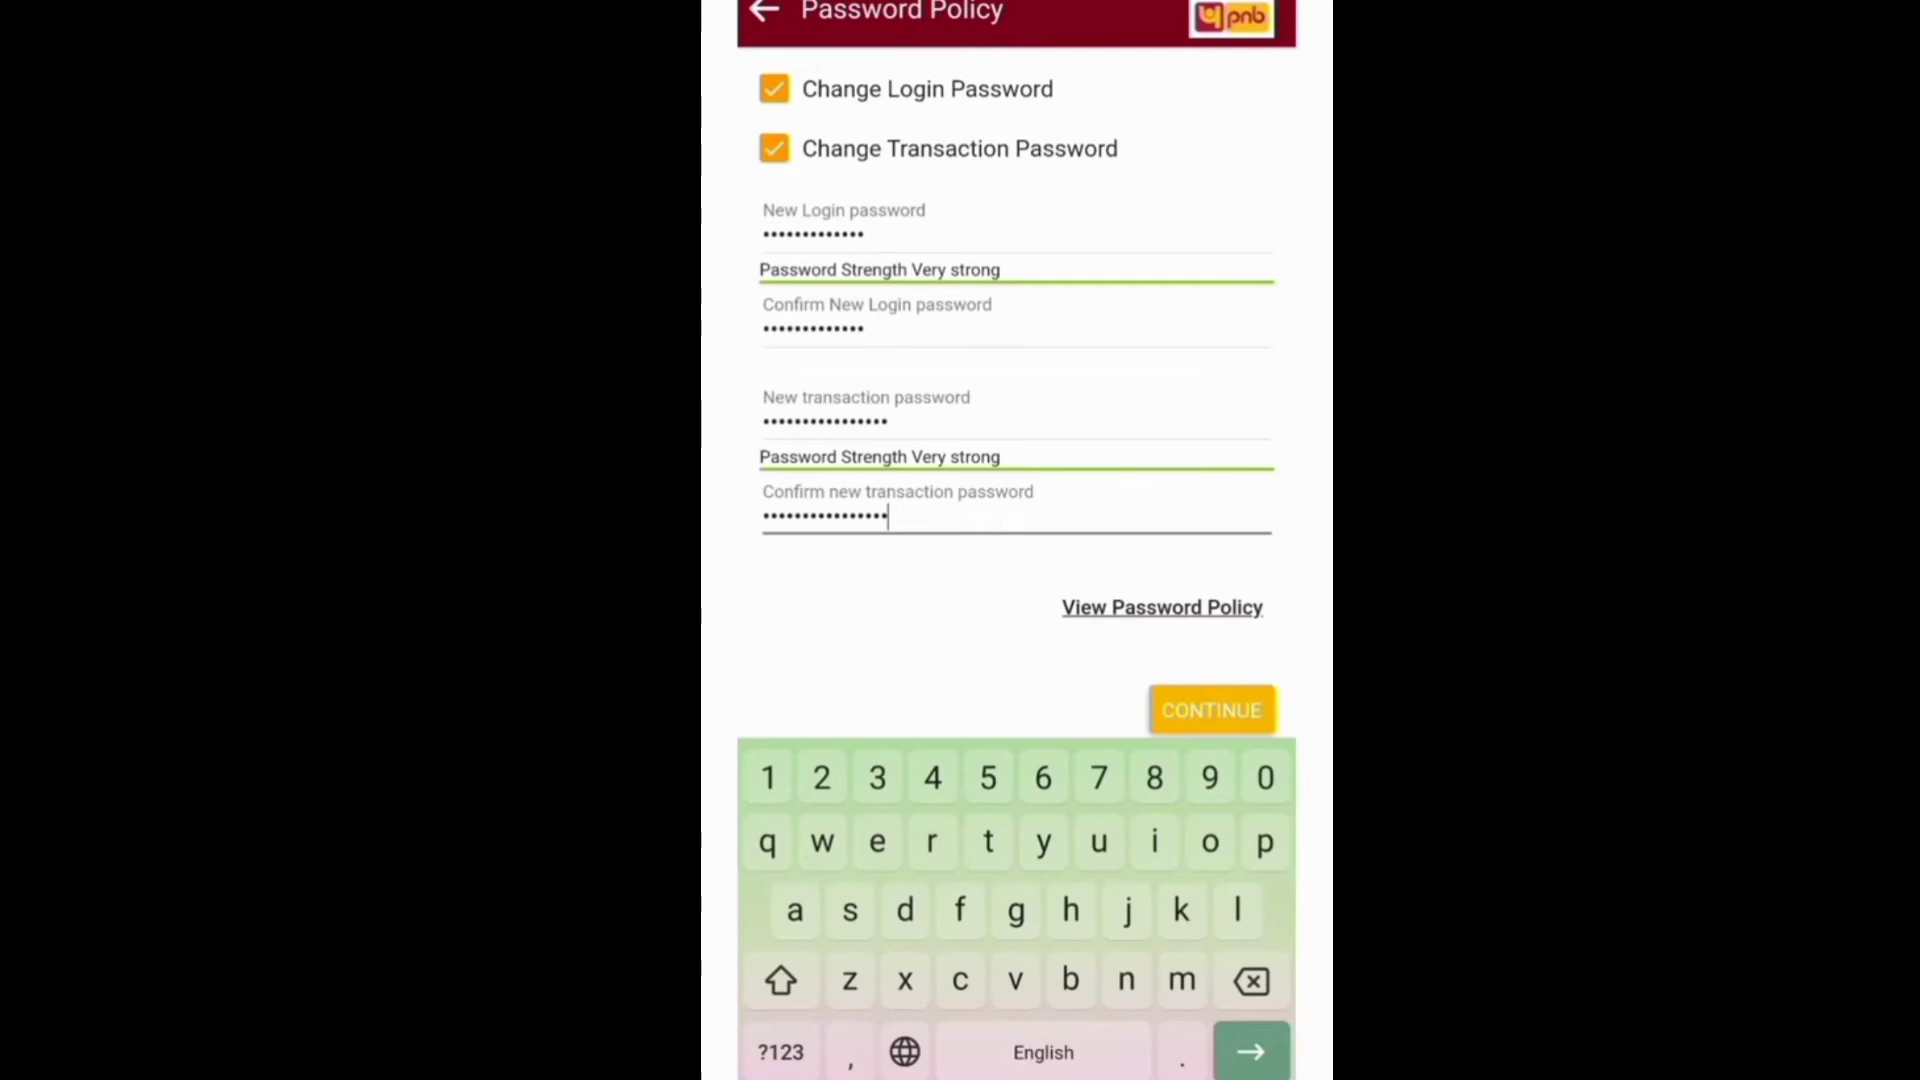 Password Policy
pnb
Change Login Password
Change Transaction Password
New Login password
•••••••••••••
Password Strength Very strong
Confirm New Login password
•••••••••••••
New transaction password
••••••••••••••••
Password Strength Very strong
Confirm new transaction password
••••••••••••••••
View Password Policy
CONTINUE
1 2 3 4 5 6 7 8 9 0
q w e r t y u i o p
a s d f g h j k l
z x c v b n m
?123 , English .